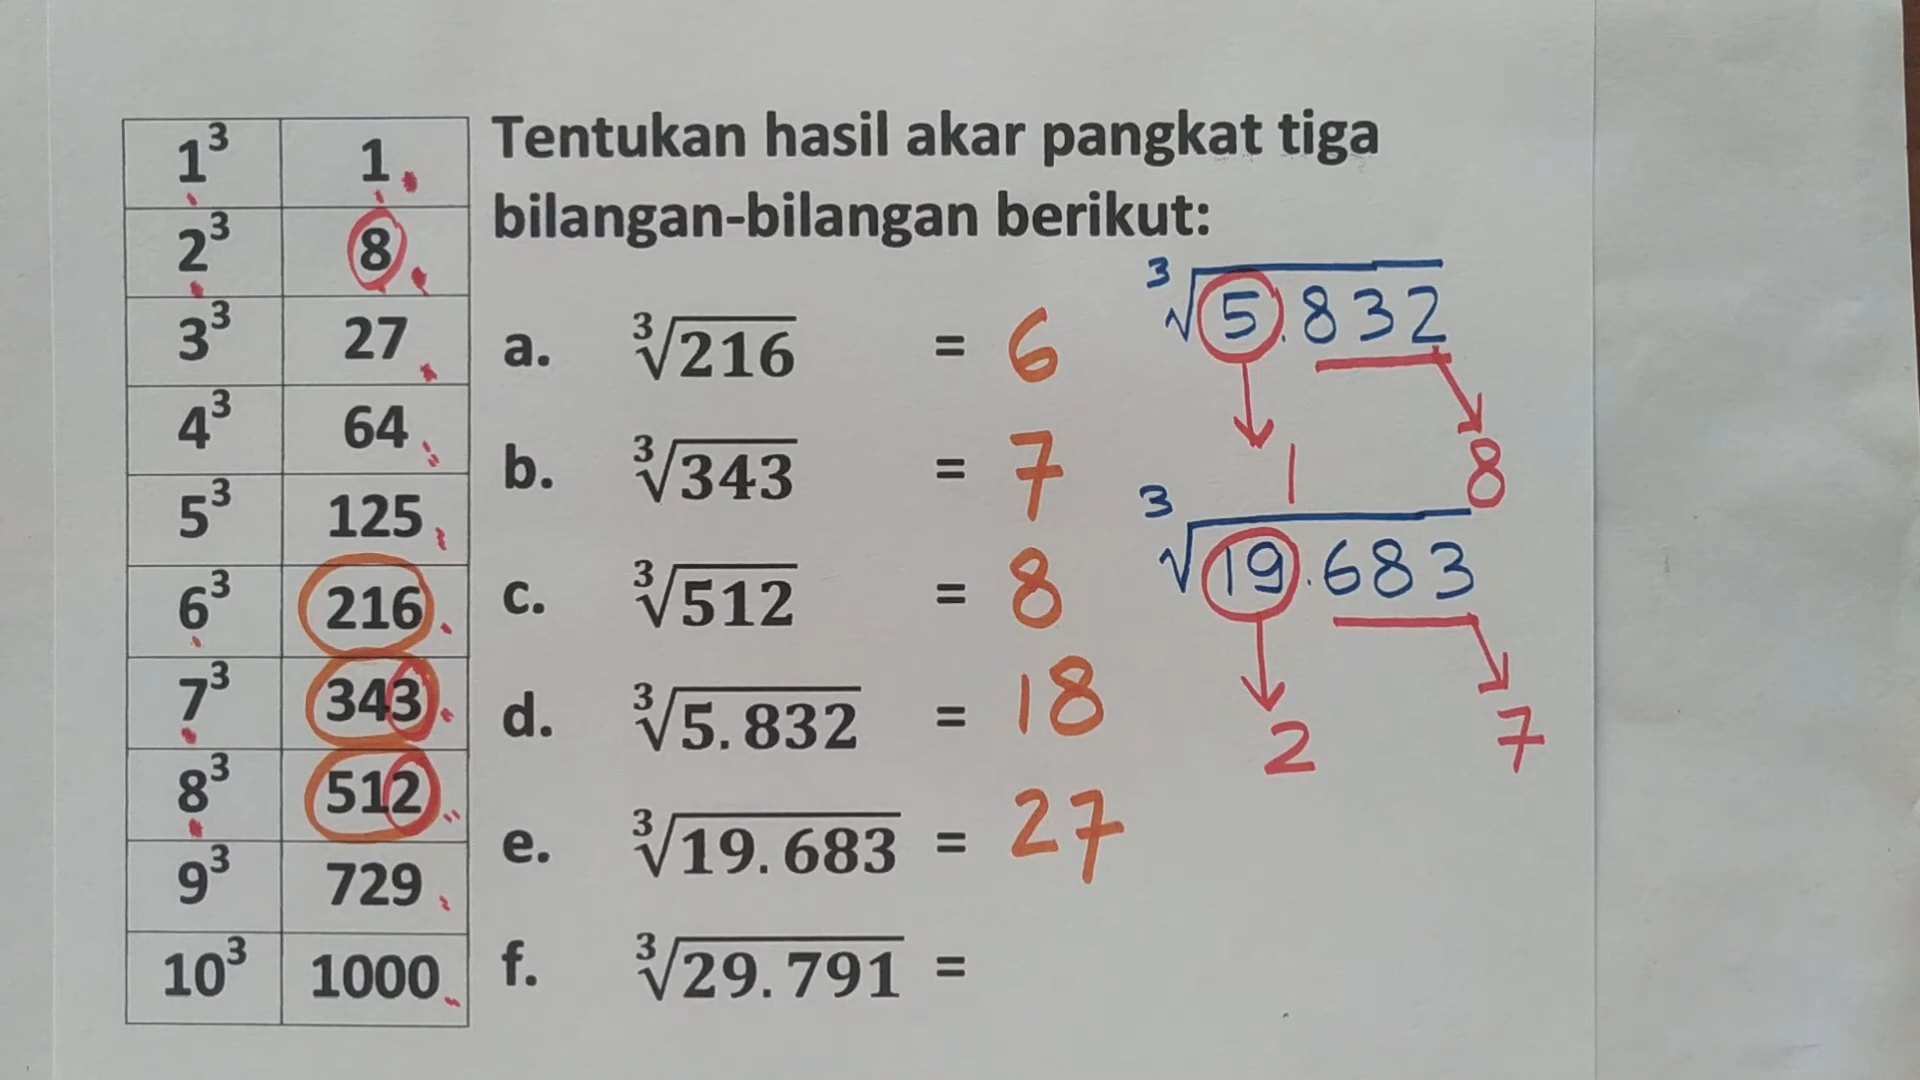 1³ 1
2³ 8
3³ 27
4³ 64
5³ 125
6³ 216
7³ 343
8³ 512
9³ 729
10³ 1000
Tentukan hasil akar pangkat tiga
bilangan-bilangan berikut:
a. ³√216 = 6
b. ³√343 = 7
c. ³√512 = 8
d. ³√5.832 = 18
e. ³√19.683 = 27
f. ³√29.791 =
³√5.832
1 8
³√19.683
2 7